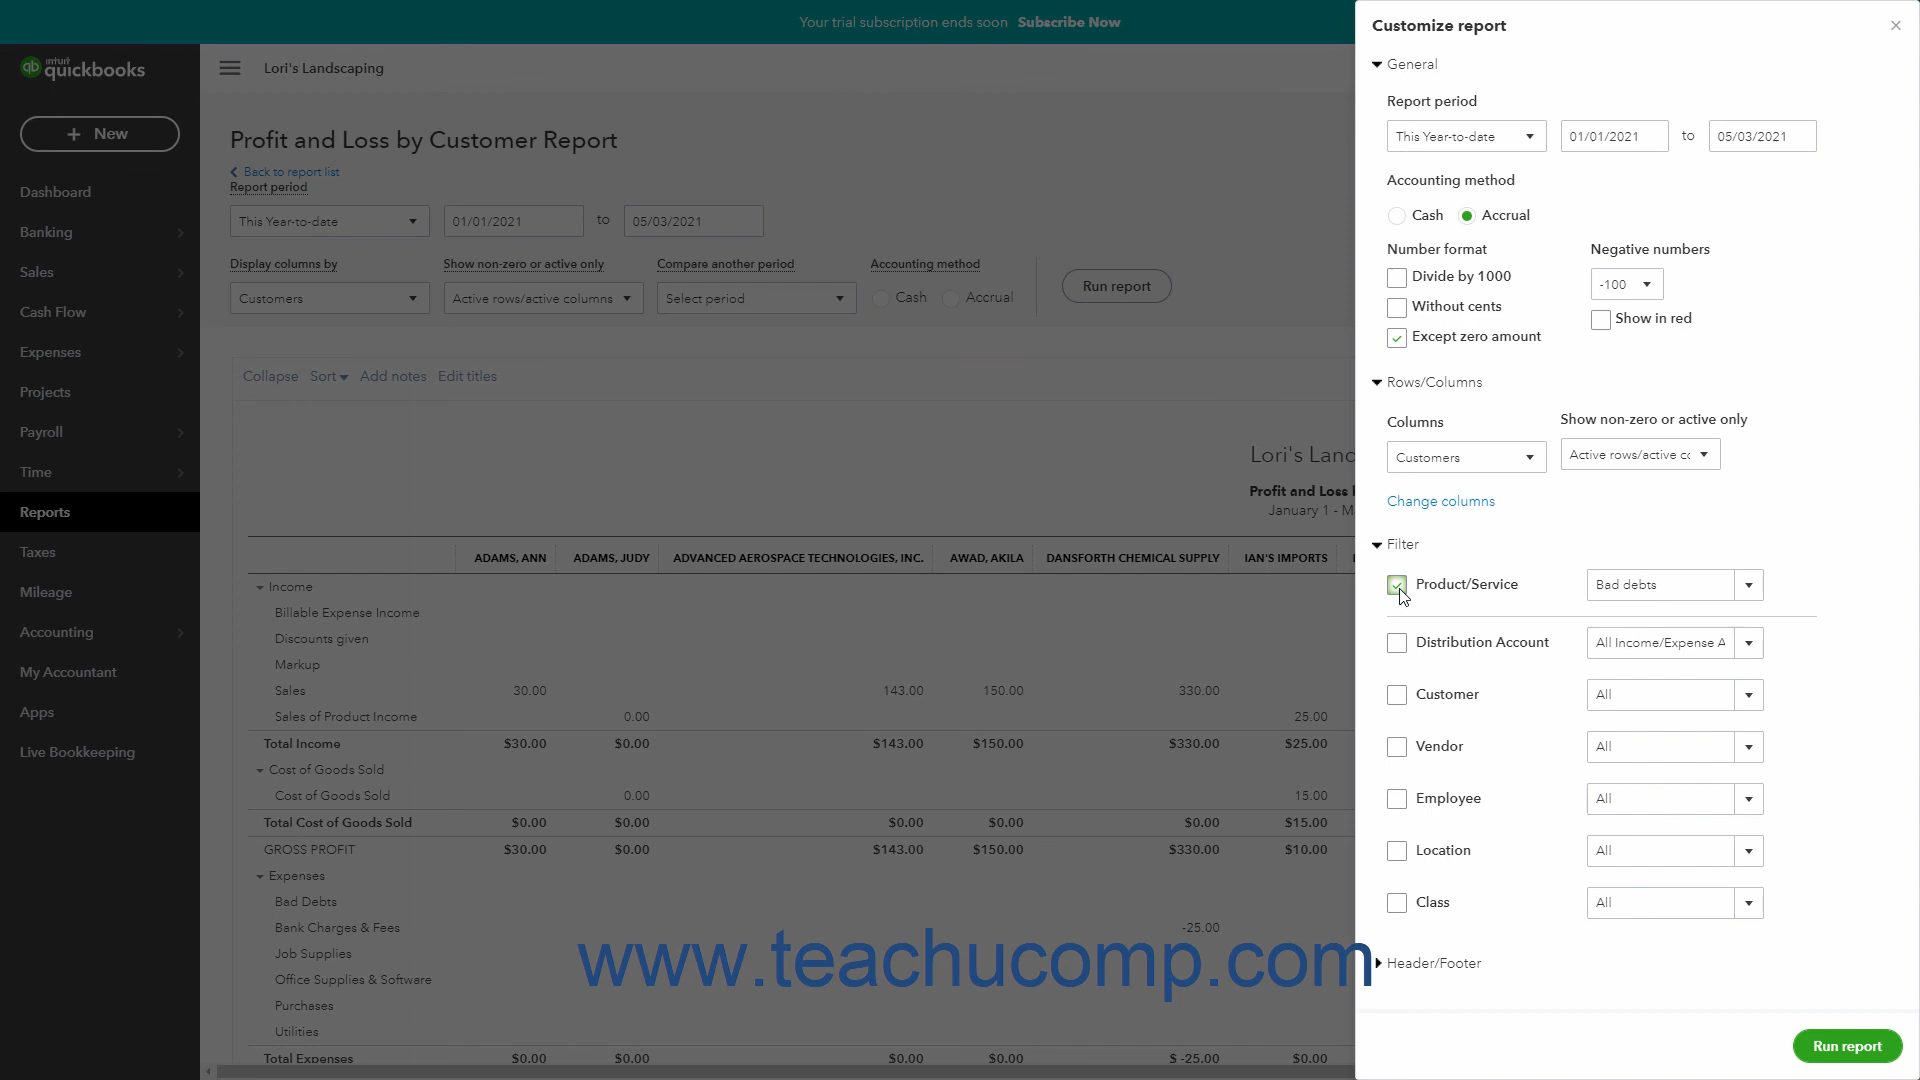 Your trial subscription ends soon Subscribe Now
intuit
quickbooks
Lori's Landscaping
+ New
Dashboard
Banking
Sales
Cash Flow
Expenses
Projects
Payroll
Time
Reports
Taxes
Mileage
Accounting
My Accountant
Apps
Live Bookkeeping
Profit and Loss by Customer Report
Back to report list
Report period
This Year-to-date 01/01/2021 to 05/03/2021
Display columns by Show non-zero or active only Compare another period Accounting method
Customers Active rows/active columns Select period Cash Accrual Run report
Collapse Sort Add notes Edit titles
Lori's Land
Profit and Loss
January 1 - M
ADAMS, ANN ADAMS, JUDY ADVANCED AEROSPACE TECHNOLOGIES, INC. AWAD, AKILA DANSFORTH CHEMICAL SUPPLY IAN'S IMPORTS
Income
Billable Expense Income
Discounts given
Markup
Sales 30.00 143.00 150.00 330.00
Sales of Product Income 0.00 25.00
Total Income $30.00 $0.00 $143.00 $150.00 $330.00 $25.00
Cost of Goods Sold
Cost of Goods Sold 0.00 15.00
Total Cost of Goods Sold $0.00 $0.00 $0.00 $0.00 $0.00 $15.00
GROSS PROFIT $30.00 $0.00 $143.00 $150.00 $330.00 $10.00
Expenses
Bad Debts
Bank Charges & Fees -25.00
Job Supplies
Office Supplies & Software
Purchases
Utilities
Total Expenses $0.00 $0.00 $0.00 $0.00 $ -25.00 $0.00
www.teachucomp.com
Customize report
General
Report period
This Year-to-date 01/01/2021 to 05/03/2021
Accounting method
Cash Accrual
Number format Negative numbers
Divide by 1000 -100
Without cents Show in red
Except zero amount
Rows/Columns
Columns Show non-zero or active only
Customers Active rows/active cc
Change columns
Filter
Product/Service Bad debts
Distribution Account All Income/Expense A
Customer All
Vendor All
Employee All
Location All
Class All
Header/Footer
Run report